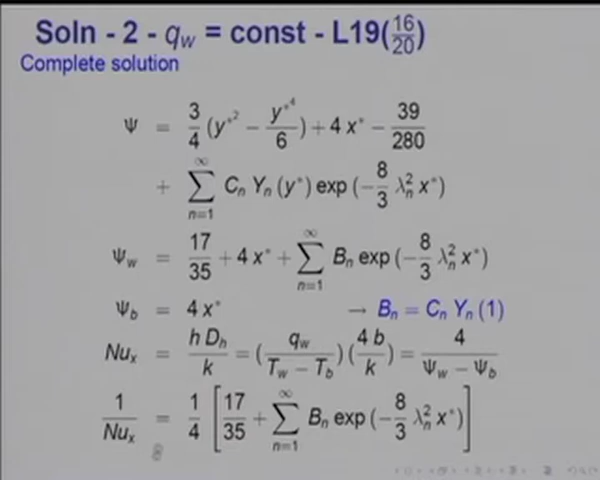 Soln - 2 - q_w = const - L19(16/20)
Complete solution
Ψ = 3/4 (y*² − y*⁴/6) + 4 x* − 39/280
+ ∑_{n=1}^{∞} C_n Y_n (y*) exp (−8/3 λ_n² x*)
Ψ_w = 17/35 + 4 x* + ∑_{n=1}^{∞} B_n exp (−8/3 λ_n² x*)
Ψ_b = 4 x* → B_n = C_n Y_n (1)
Nu_x = h D_h / k = (q_w / (T_w − T_b)) (4 b / k) = 4 / (Ψ_w − Ψ_b)
1/Nu_x = 1/4 [17/35 + ∑_{n=1}^{∞} B_n exp (−8/3 λ_n² x*)]